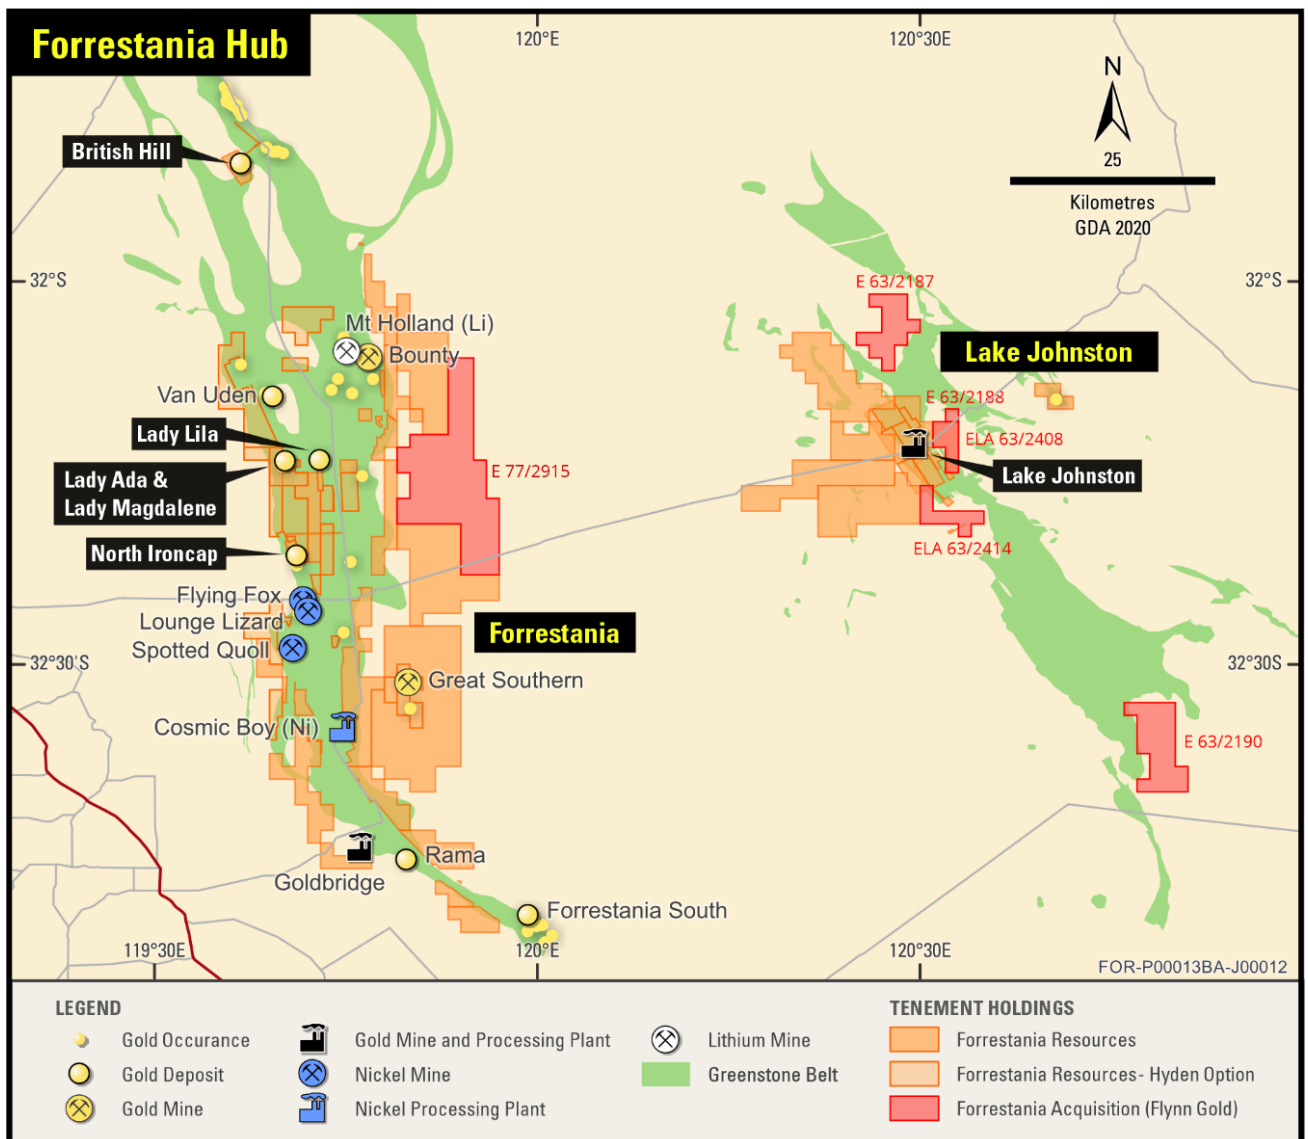 Forrestania Hub
120°E
120°30E
N
25
Kilometres
GDA 2020
British Hill
32°S
32°S
E 63/2187
Mt Holland (Li)
Bounty
Lake Johnston
Van Uden
E 63/2188
Lady Lila
ELA 63/2408
Lady Ada &
Lady Magdalene
E 77/2915
Lake Johnston
North Ironcap
ELA 63/2414
Flying Fox
Lounge Lizard
Forrestania
Spotted Quoll
32°30'S
32°30S
Great Southern
Cosmic Boy (Ni)
E 63/2190
Rama
Goldbridge
Forrestania South
119°30E
120°E
120°30E
FOR-P00013BA-J00012
LEGEND
Gold Occurance
Gold Deposit
Gold Mine
Gold Mine and Processing Plant
Nickel Mine
Nickel Processing Plant
Lithium Mine
Greenstone Belt
TENEMENT HOLDINGS
Forrestania Resources
Forrestania Resources- Hyden Option
Forrestania Acquisition (Flynn Gold)